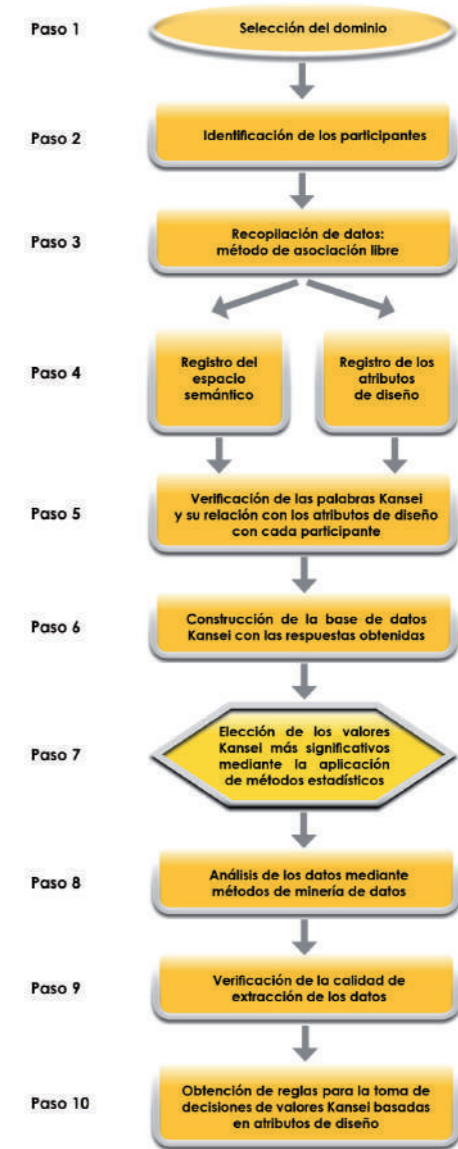 Paso 1
Selección del dominio
Paso 2
Identificación de los participantes
Paso 3
Recopilación de datos:
método de asociación libre
Paso 4
Registro del
espacio
semántico
Registro de los
atributos
de diseño
Paso 5
Verificación de las palabras Kansei
y su relación con los atributos de diseño
con cada participante
Paso 6
Construcción de la base de datos
Kansei con las respuestas obtenidas
Paso 7
Elección de los valores
Kansei más significativos
mediante la aplicación
de métodos estadísticos
Paso 8
Análisis de los datos mediante
métodos de minería de datos
Paso 9
Verificación de la calidad de
extracción de los datos
Paso 10
Obtención de reglas para la toma de
decisiones de valores Kansei basadas
en atributos de diseño